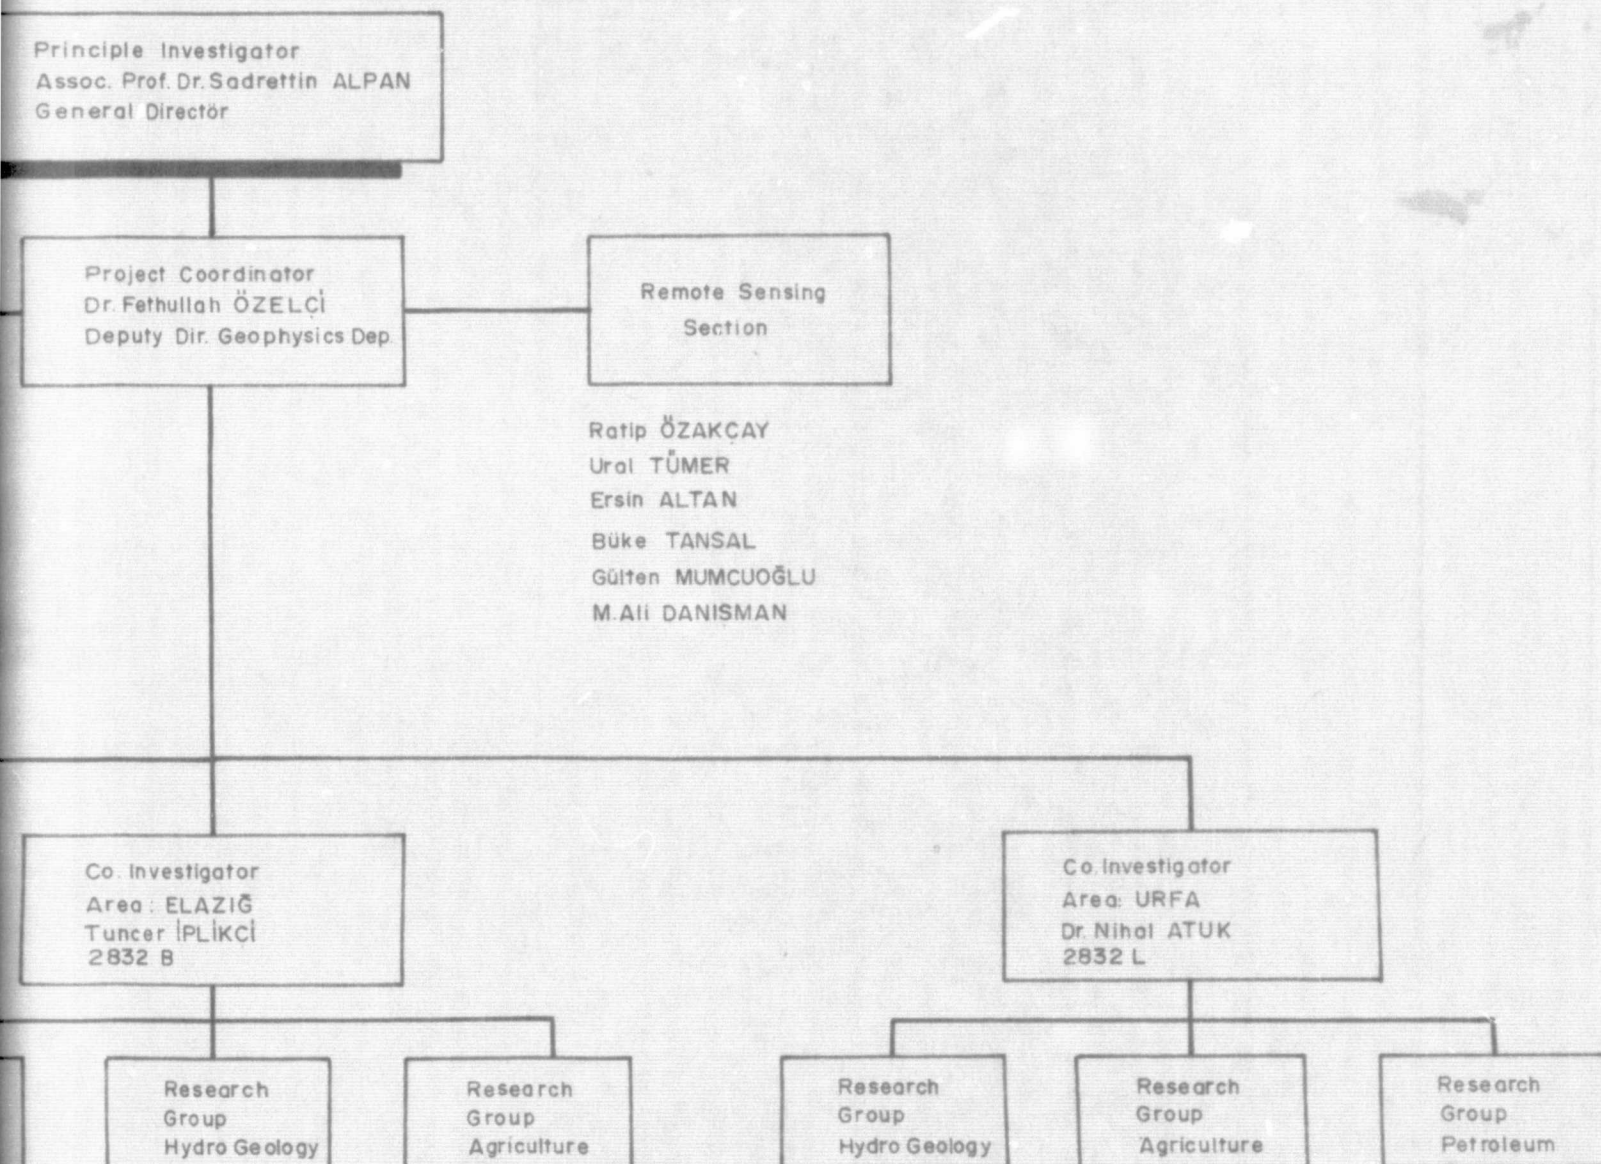 Principle Investigator
Assoc. Prof. Dr. Sadrettin ALPAN
General Directör
Project Coordinator
Dr. Fethullah ÖZELÇİ
Deputy Dir. Geophysics Dep.
Remote Sensing
Section
Ratip ÖZAKÇAY
Ural TÜMER
Ersin ALTAN
Büke TANSAL
Gülten MUMCUOĞLU
M.Ali DANISMAN
Co. Investigator
Area: ELAZIĞ
Tuncer İPLİKÇİ
2832 B
Co. Investigator
Area: URFA
Dr. Nihal ATUK
2832 L
Research
Group
Hydro Geology
Research
Group
Agriculture
Research
Group
Hydro Geology
Research
Group
Agriculture
Research
Group
Petroleum